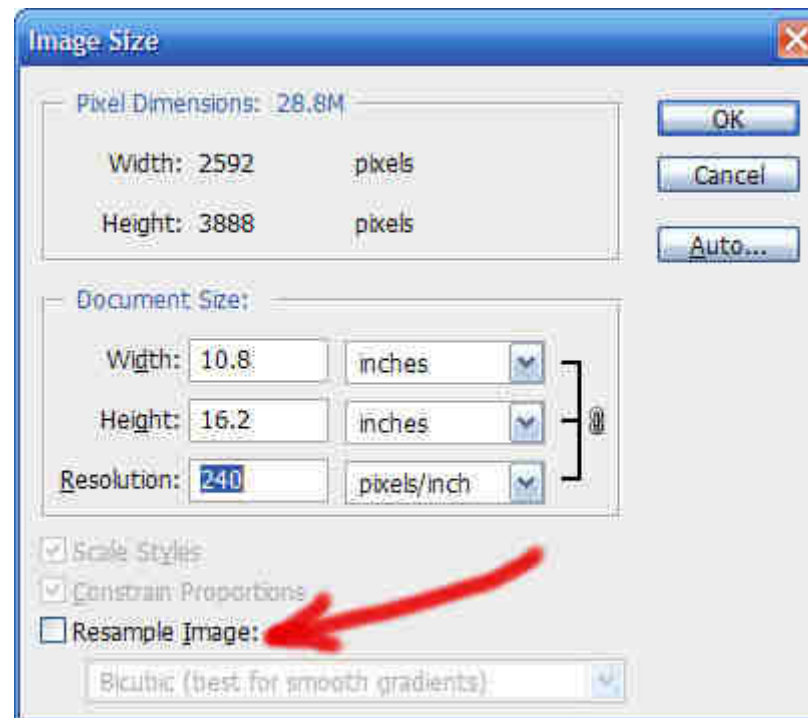 Image Size
Pixel Dimensions: 28.8M
OK
Width: 2592 pixels
Cancel
Height: 3888 pixels
Auto...
Document Size:
Width: 10.8 inches
Height: 16.2 inches
Resolution: 240 pixels/inch
Scale Styles
Constrain Proportions
Resample Image:
Bicubic (best for smooth gradients)